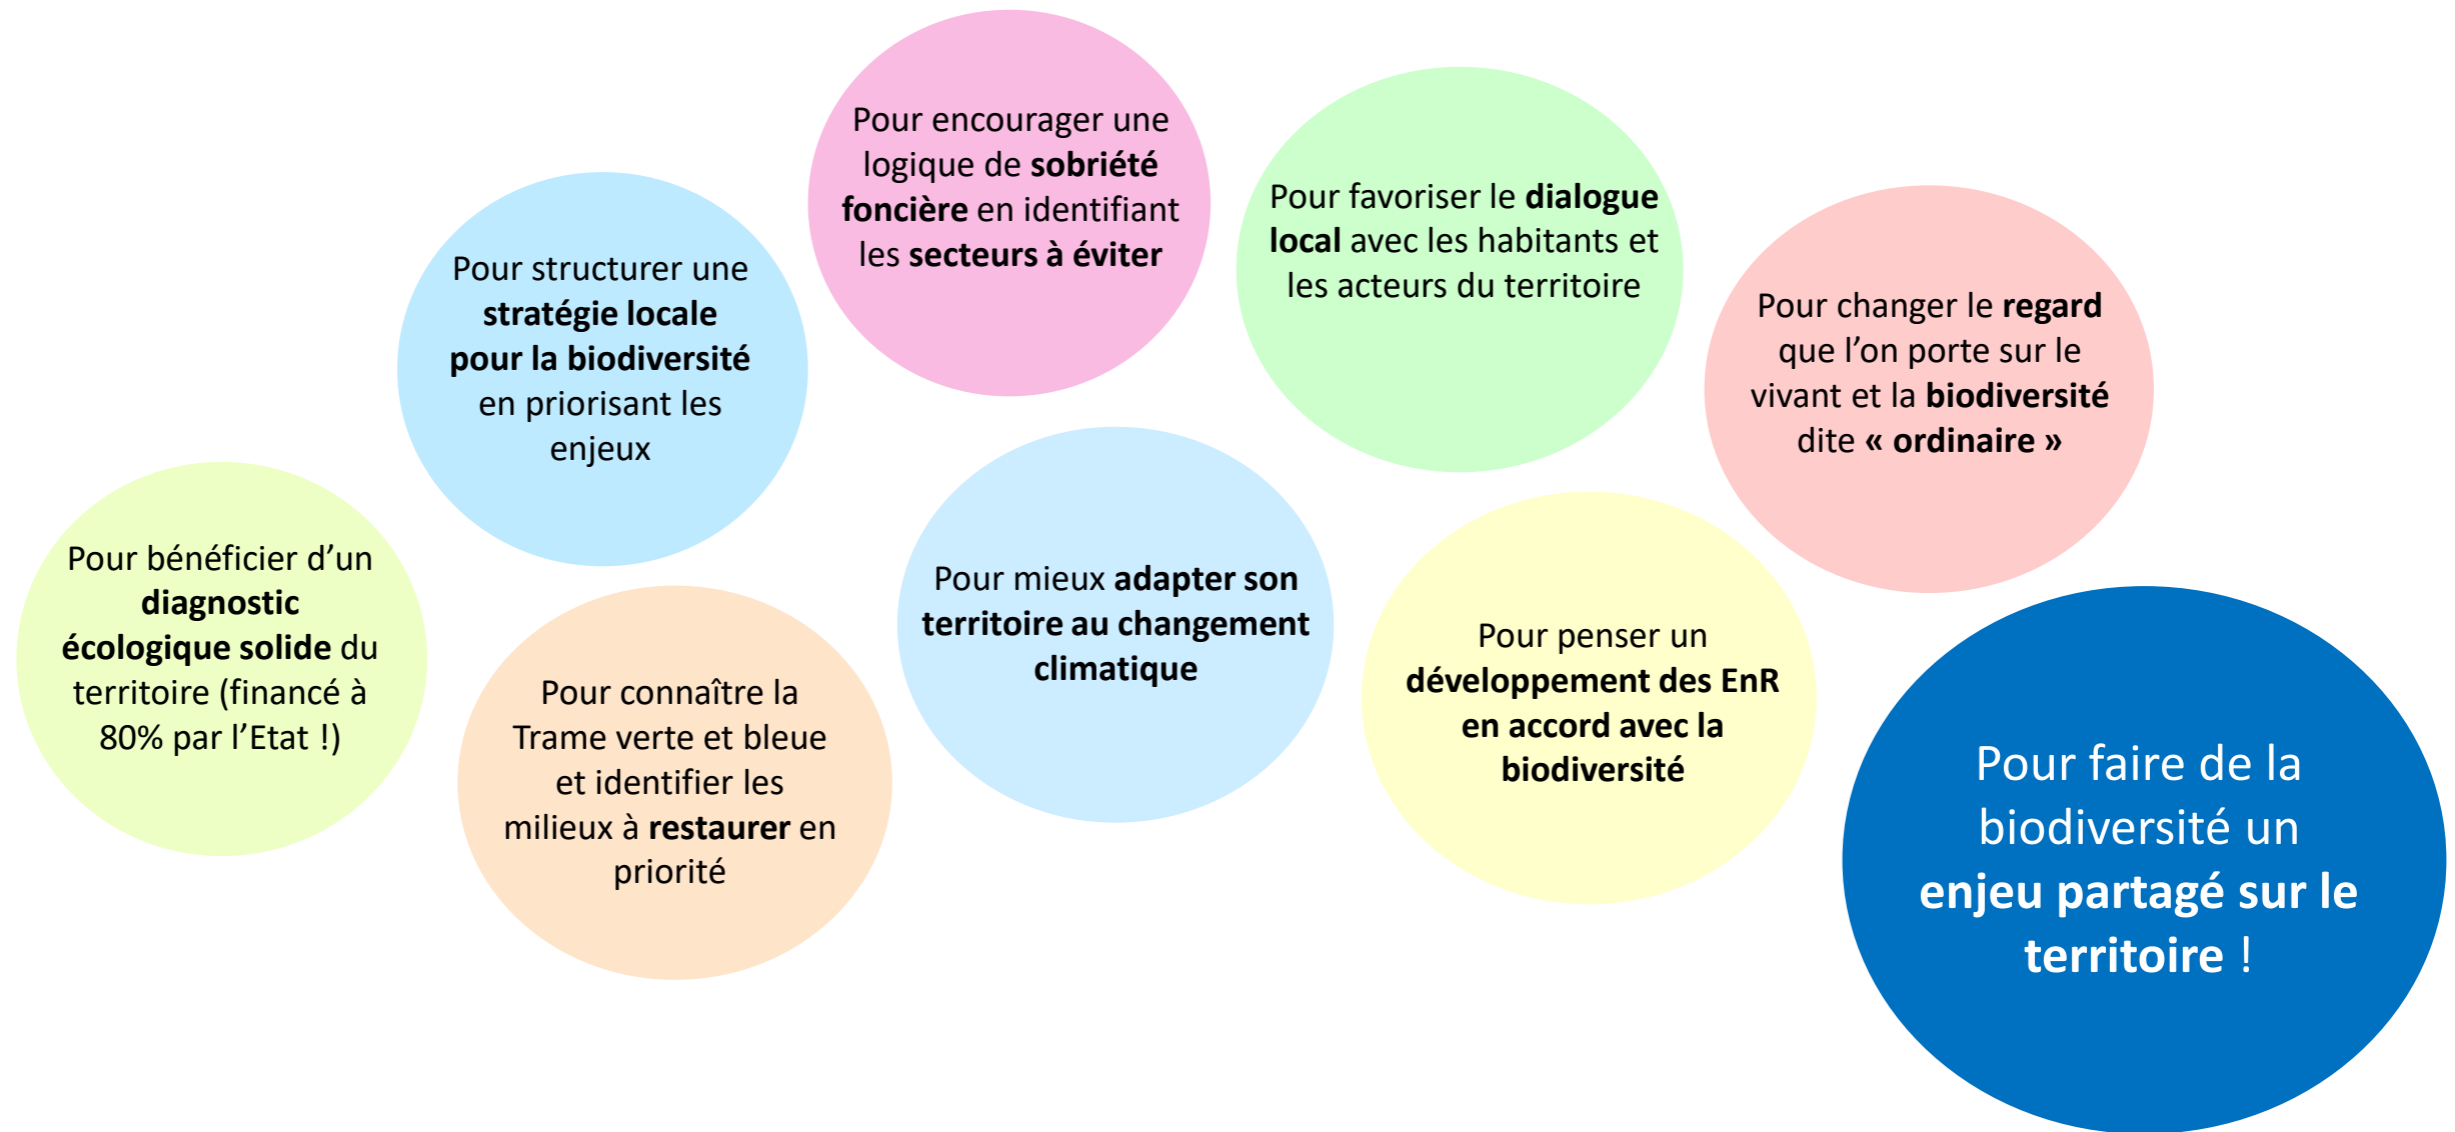 Pour bénéficier d’un
diagnostic
écologique solide du
territoire (financé à
80% par l’Etat !)
Pour structurer une
stratégie locale
pour la biodiversité
en priorisant les
enjeux
Pour connaître la
Trame verte et bleue
et identifier les
milieux à restaurer en
priorité
Pour encourager une
logique de sobriété
foncière en identifiant
les secteurs à éviter
Pour mieux adapter son
territoire au changement
climatique
Pour favoriser le dialogue
local avec les habitants et
les acteurs du territoire
Pour penser un
développement des EnR
en accord avec la
biodiversité
Pour changer le regard
que l’on porte sur le
vivant et la biodiversité
dite « ordinaire »
Pour faire de la
biodiversité un
enjeu partagé sur le
territoire !